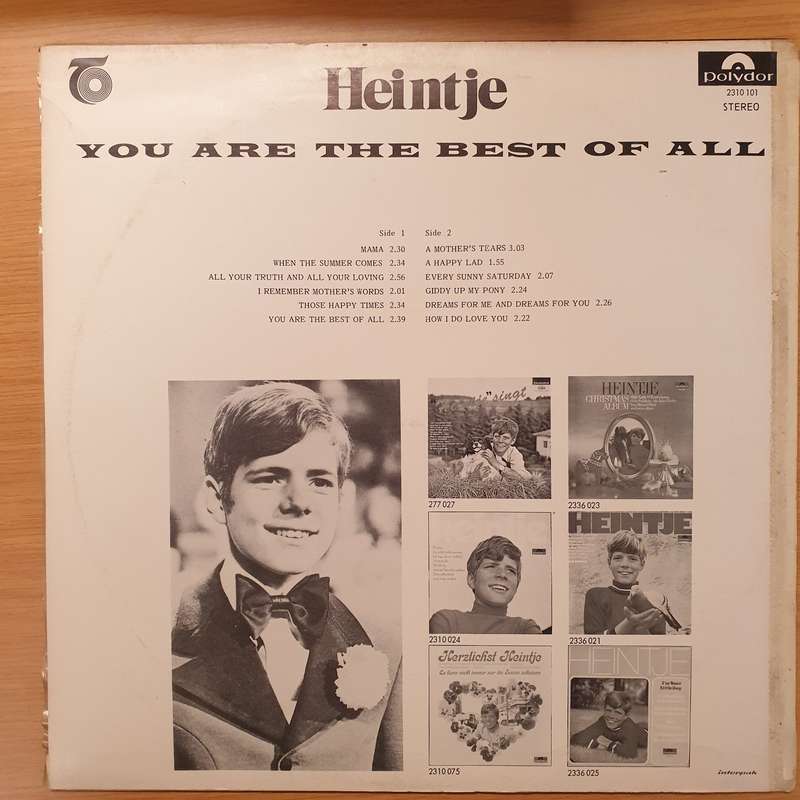 Heintje
polydor
2310 101
STEREO
YOU ARE THE BEST OF ALL
Side 1
MAMA 2.30
WHEN THE SUMMER COMES 2.34
ALL YOUR TRUTH AND ALL YOUR LOVING 2.56
I REMEMBER MOTHER'S WORDS 2.01
THOSE HAPPY TIMES 2.34
YOU ARE THE BEST OF ALL 2.39
Side 2
A MOTHER'S TEARS 3.03
A HAPPY LAD 1.55
EVERY SUNNY SATURDAY 2.07
GIDDY UP MY PONY 2.24
DREAMS FOR ME AND DREAMS FOR YOU 2.26
HOW I DO LOVE YOU 2.22
singt
277 027
HEINTJE
CHRISTMAS
ALBUM
2336 023
2310 024
HEINTJE
2336 021
Herzlichst Heintje
2310 075
HEINTJE
2336 025
interpak